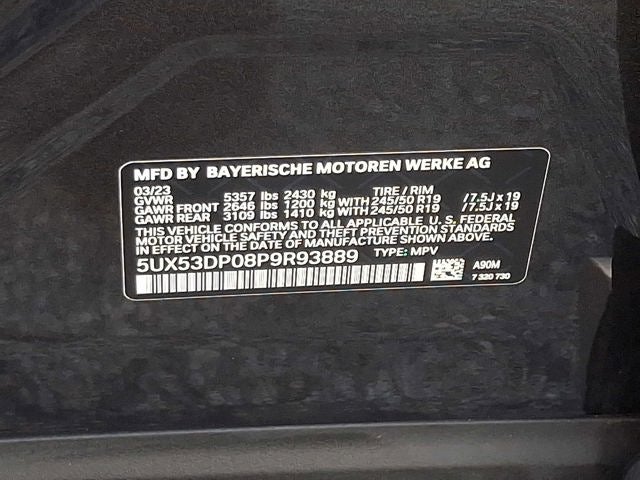 MFD BY BAYERISCHE MOTOREN WERKE AG
03/23 TIRE / RIM
GVWR 5357 lbs 2430 kg
GAWR FRONT 2646 lbs 1200 kg WITH 245/50 R19 /7.5J x 19
GAWR REAR 3109 lbs 1410 kg WITH 245/50 R19 /7.5J x 19
THIS VEHICLE CONFORMS TO ALL APPLICABLE U.S. FEDERAL
MOTOR VEHICLE SAFETY AND THEFT PREVENTION STANDARDS
IN EFFECT ON THE DATE OF MANUFACTURE SHOWN ABOVE.
5UX53DP08P9R93889 TYPE: MPV
A90M
7 320 730